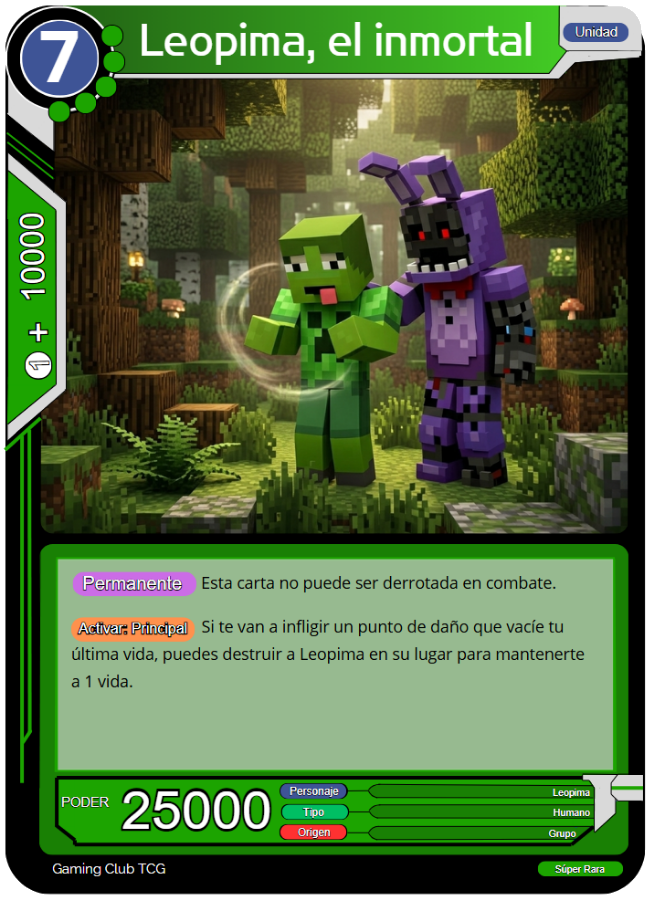 7
Leopima, el inmortal
Unidad
1 + 10000
Permanente Esta carta no puede ser derrotada en combate.
Activar: Principal Si te van a infligir un punto de daño que vacíe tu
última vida, puedes destruir a Leopima en su lugar para mantenerte
a 1 vida.
PODER 25000
Personaje Leopima
Tipo Humano
Origen Grupo
Gaming Club TCG
Súper Rara